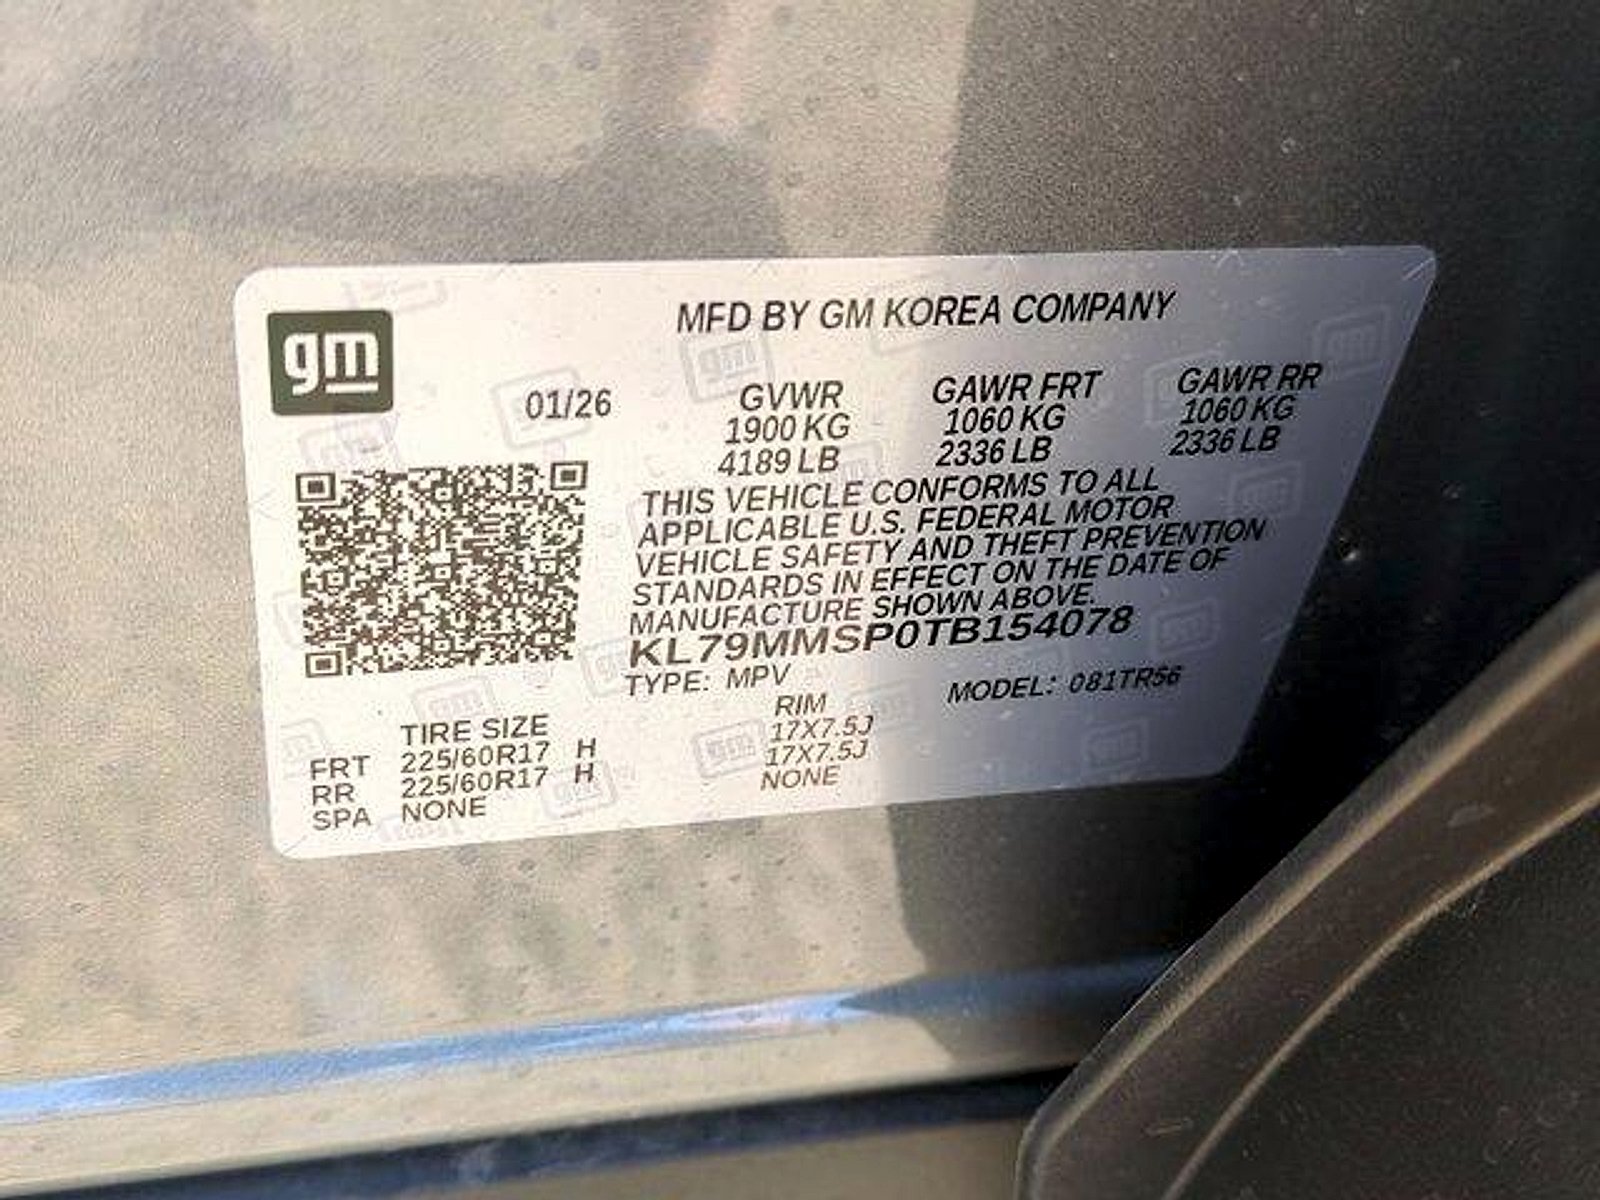 gm
MFD BY GM KOREA COMPANY
01/26
GVWR GAWR FRT GAWR RR
1900 KG 1060 KG 1060 KG
4189 LB 2336 LB 2336 LB
THIS VEHICLE CONFORMS TO ALL
APPLICABLE U.S. FEDERAL MOTOR
VEHICLE SAFETY AND THEFT PREVENTION
STANDARDS IN EFFECT ON THE DATE OF
MANUFACTURE SHOWN ABOVE.
KL79MMSP0TB154078
TYPE: MPV MODEL: 081TR56
TIRE SIZE RIM
FRT 225/60R17 H 17X7.5J
RR 225/60R17 H 17X7.5J
SPA NONE NONE